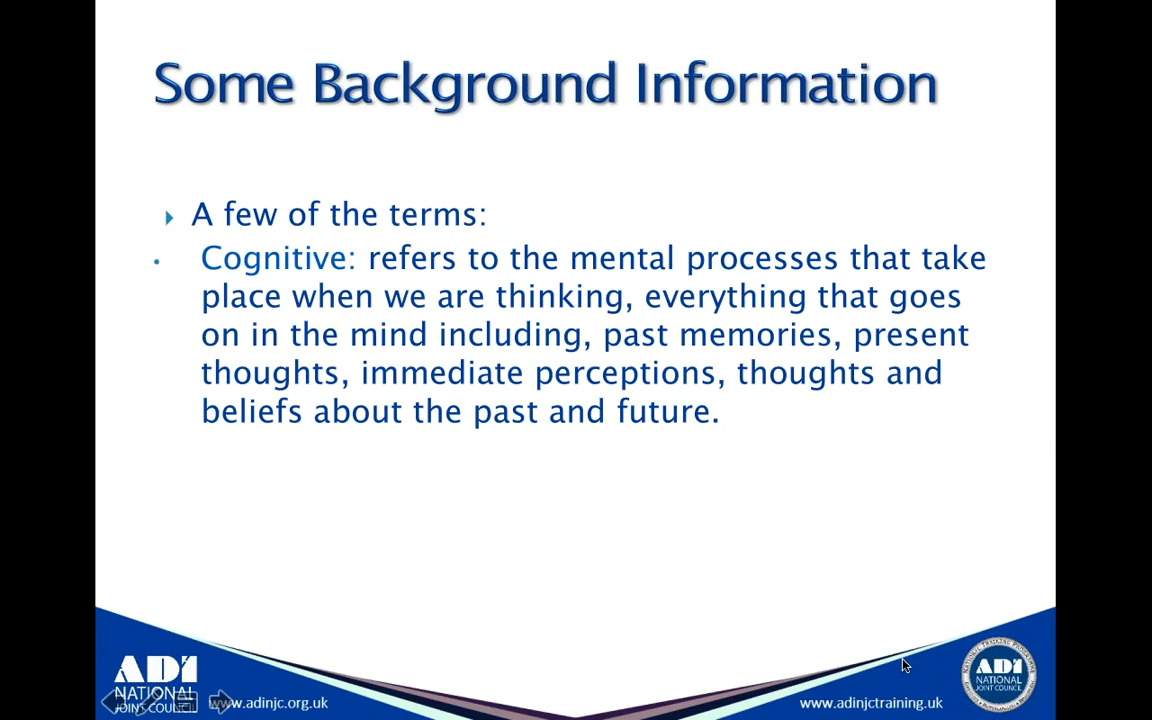 Some Background Information
A few of the terms:
Cognitive: refers to the mental processes that take
place when we are thinking, everything that goes
on in the mind including, past memories, present
thoughts, immediate perceptions, thoughts and
beliefs about the past and future.
ADI
NATIONAL
JOINT COUNCIL
www.adinjc.org.uk
www.adinjctraining.uk
ADI
NATIONAL
JOINT COUNCIL